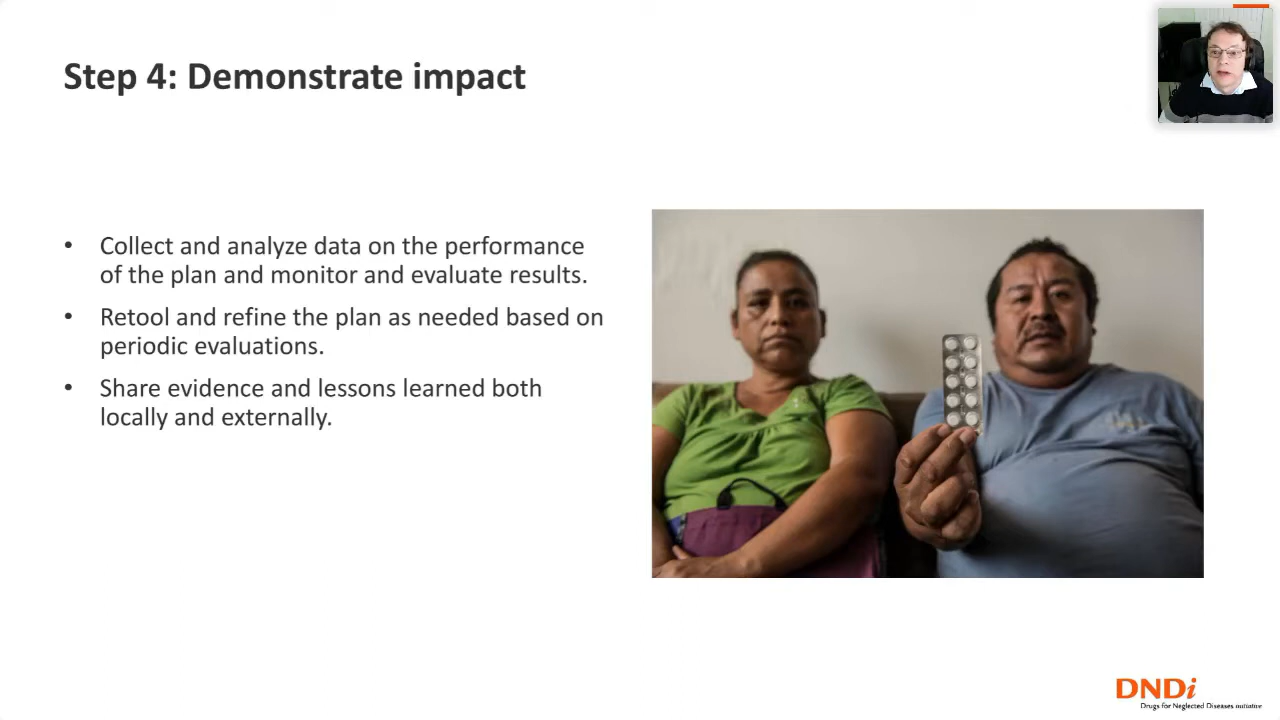 Step 4: Demonstrate impact
• Collect and analyze data on the performance
of the plan and monitor and evaluate results.
• Retool and refine the plan as needed based on
periodic evaluations.
• Share evidence and lessons learned both
locally and externally.
DNDi
Drugs for Neglected Diseases initiative